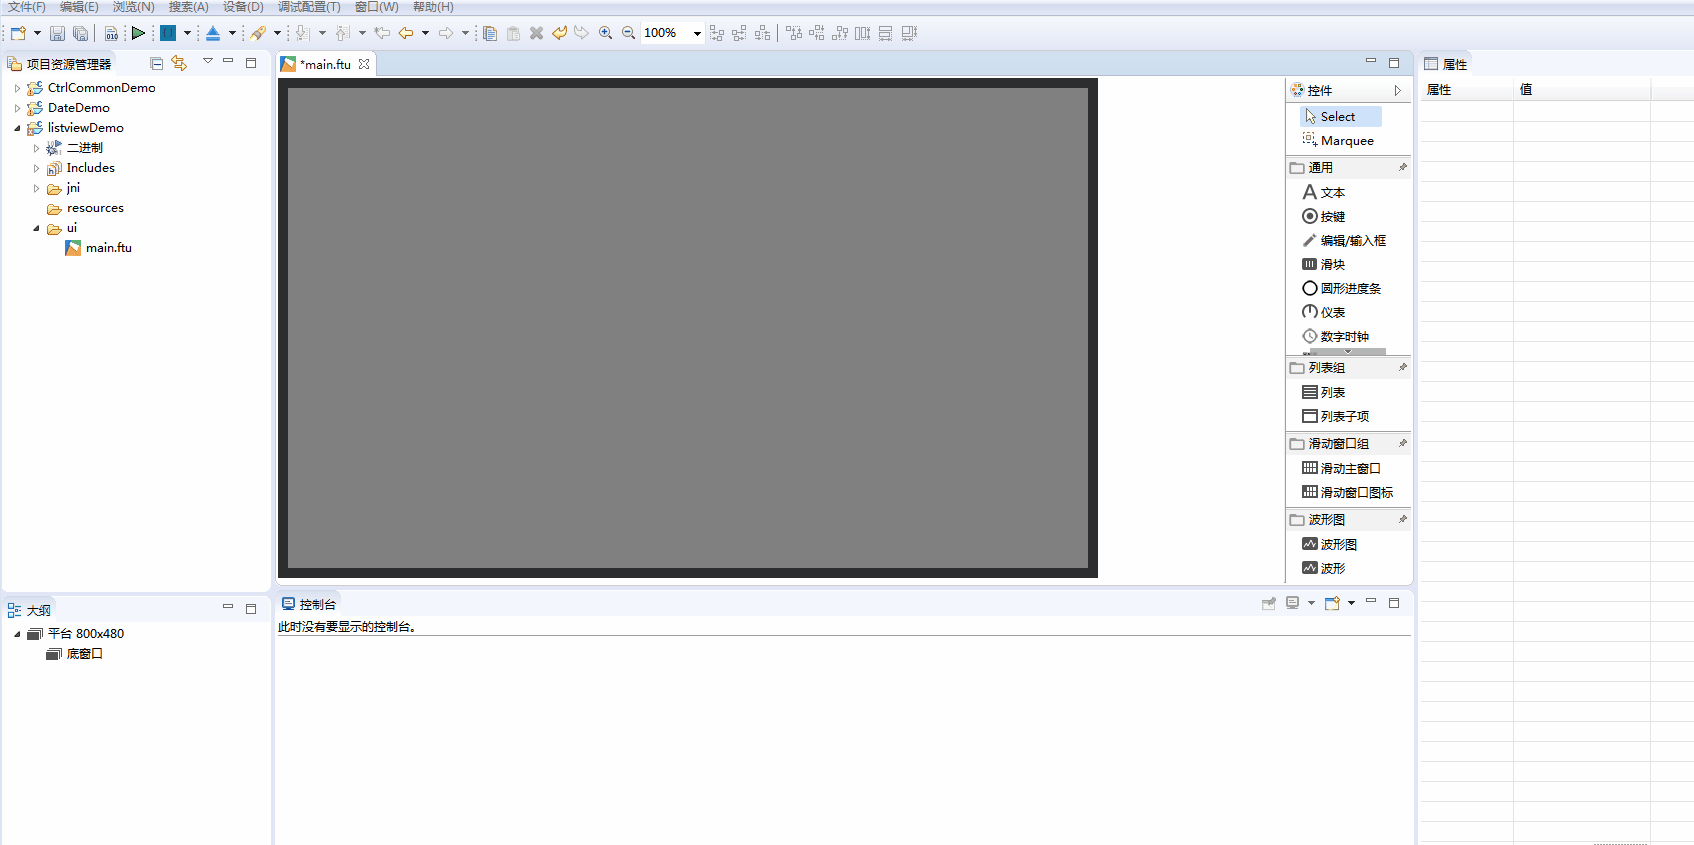 文件(F) 编辑(E) 浏览(N) 搜索(A) 设备(D) 调试配置(T) 窗口(W) 帮助(H)
010
100%
项目资源管理器
CtrlCommonDemo
DateDemo
listviewDemo
二进制
Includes
jni
resources
ui
main.ftu
*main.ftu
控件
Select
Marquee
通用
文本
按键
编辑/输入框
滑块
圆形进度条
仪表
数字时钟
列表组
列表
列表子项
滑动窗口组
滑动主窗口
滑动窗口图标
波形图
波形图
波形
属性
属性 值
大纲
平台 800x480
底窗口
控制台
此时没有要显示的控制台。